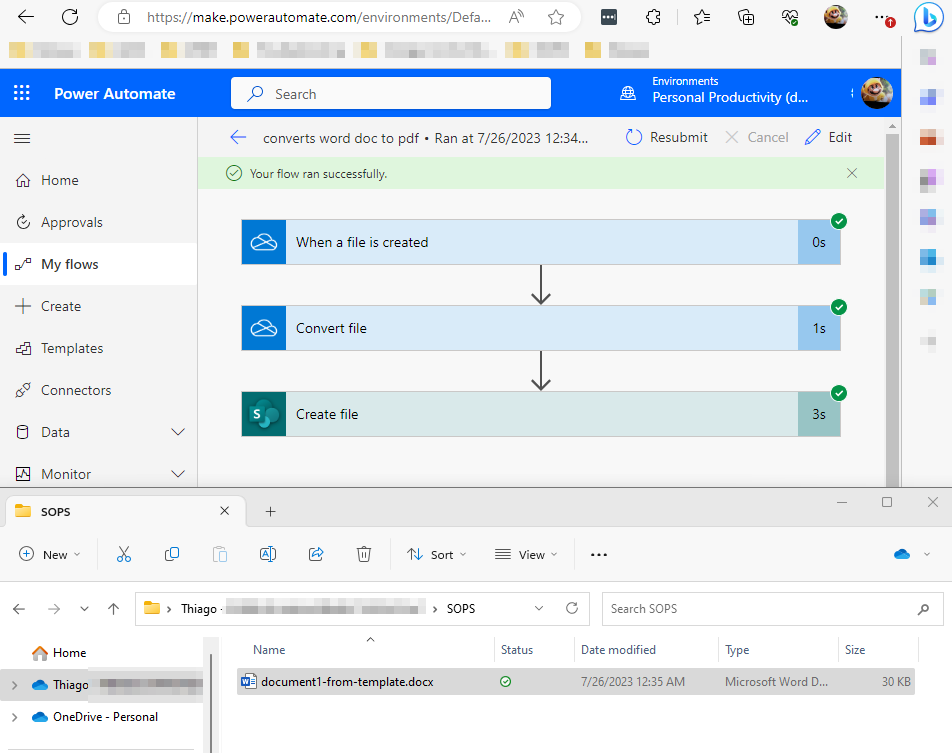 https://make.powerautomate.com/environments/Defa...
Power Automate
Search
Environments
Personal Productivity (d...
converts word doc to pdf • Ran at 7/26/2023 12:34...
Resubmit
Cancel
Edit
Your flow ran successfully.
Home
Approvals
My flows
Create
Templates
Connectors
Data
Monitor
When a file is created
0s
Convert file
1s
S
Create file
3s
SOPS
New
Sort
View
Thiago -
SOPS
Search SOPS
Home
Thiago
OneDrive - Personal
Name
Status
Date modified
Type
Size
document1-from-template.docx
7/26/2023 12:35 AM
Microsoft Word D...
30 KB